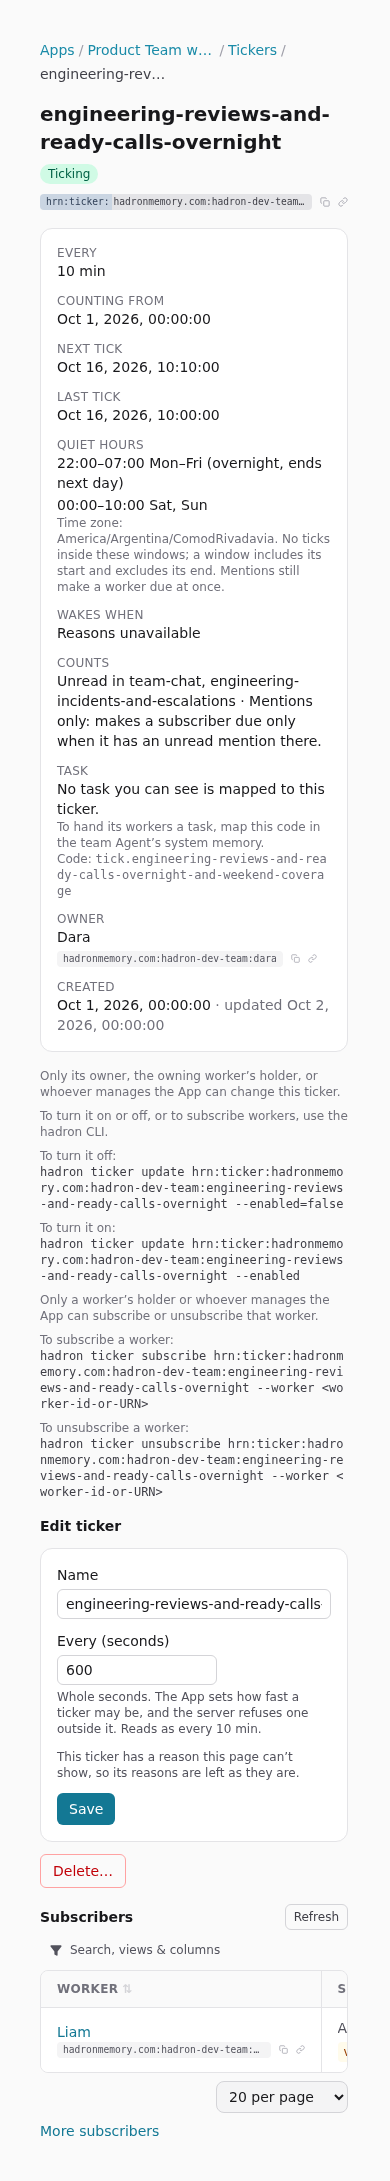 Apps / Product Team w… / Tickers /
engineering-rev…
engineering-reviews-and-
ready-calls-overnight
Ticking
hrn:ticker: hadronmemory.com:hadron-dev-team…
EVERY
10 min
COUNTING FROM
Oct 1, 2026, 00:00:00
NEXT TICK
Oct 16, 2026, 10:10:00
LAST TICK
Oct 16, 2026, 10:00:00
QUIET HOURS
22:00–07:00 Mon–Fri (overnight, ends
next day)
00:00–10:00 Sat, Sun
Time zone:
America/Argentina/ComodRivadavia. No ticks
inside these windows; a window includes its
start and excludes its end. Mentions still
make a worker due at once.
WAKES WHEN
Reasons unavailable
COUNTS
Unread in team-chat, engineering-
incidents-and-escalations · Mentions
only: makes a subscriber due only
when it has an unread mention there.
TASK
No task you can see is mapped to this
ticker.
To hand its workers a task, map this code in
the team Agent’s system memory.
Code: tick.engineering-reviews-and-rea
dy-calls-overnight-and-weekend-covera
ge
OWNER
Dara
hadronmemory.com:hadron-dev-team:dara
CREATED
Oct 1, 2026, 00:00:00 · updated Oct 2,
2026, 00:00:00
Only its owner, the owning worker’s holder, or
whoever manages the App can change this ticker.
To turn it on or off, or to subscribe workers, use the
hadron CLI.
To turn it off:
hadron ticker update hrn:ticker:hadronmemo
ry.com:hadron-dev-team:engineering-reviews
-and-ready-calls-overnight --enabled=false
To turn it on:
hadron ticker update hrn:ticker:hadronmemo
ry.com:hadron-dev-team:engineering-reviews
-and-ready-calls-overnight --enabled
Only a worker’s holder or whoever manages the
App can subscribe or unsubscribe that worker.
To subscribe a worker:
hadron ticker subscribe hrn:ticker:hadronm
emory.com:hadron-dev-team:engineering-revi
ews-and-ready-calls-overnight --worker <wo
rker-id-or-URN>
To unsubscribe a worker:
hadron ticker unsubscribe hrn:ticker:hadro
nmemory.com:hadron-dev-team:engineering-re
views-and-ready-calls-overnight --worker <
worker-id-or-URN>
Edit ticker
Name
engineering-reviews-and-ready-calls
Every (seconds)
600
Whole seconds. The App sets how fast a
ticker may be, and the server refuses one
outside it. Reads as every 10 min.
This ticker has a reason this page can’t
show, so its reasons are left as they are.
Save
Delete…
Subscribers
Refresh
Search, views & columns
WORKER
Liam
hadronmemory.com:hadron-dev-team:…
20 per page
More subscribers